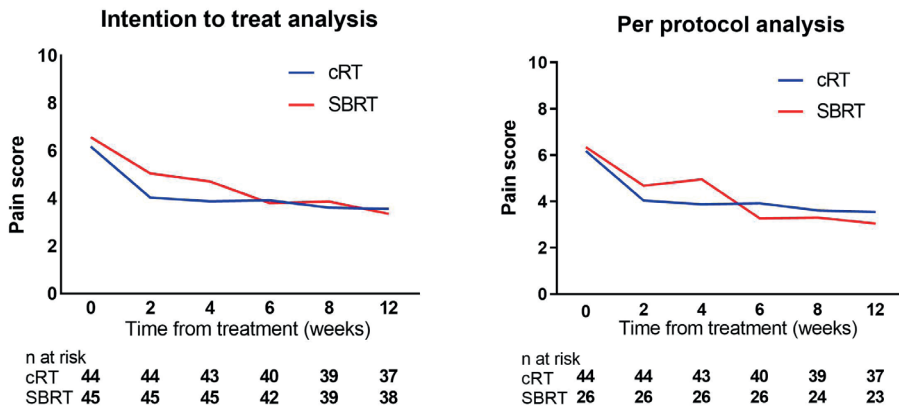 Intention to treat analysis
10
8
6
4
2
0
Pain score
cRT
SBRT
0 2 4 6 8 12
Time from treatment (weeks)
n at risk
cRT 44 44 43 40 39 37
SBRT 45 45 45 42 39 38
Per protocol analysis
10
8
6
4
2
0
Pain score
cRT
SBRT
0 2 4 6 8 12
Time from treatment (weeks)
n at risk
cRT 44 44 43 40 39 37
SBRT 26 26 26 26 24 23